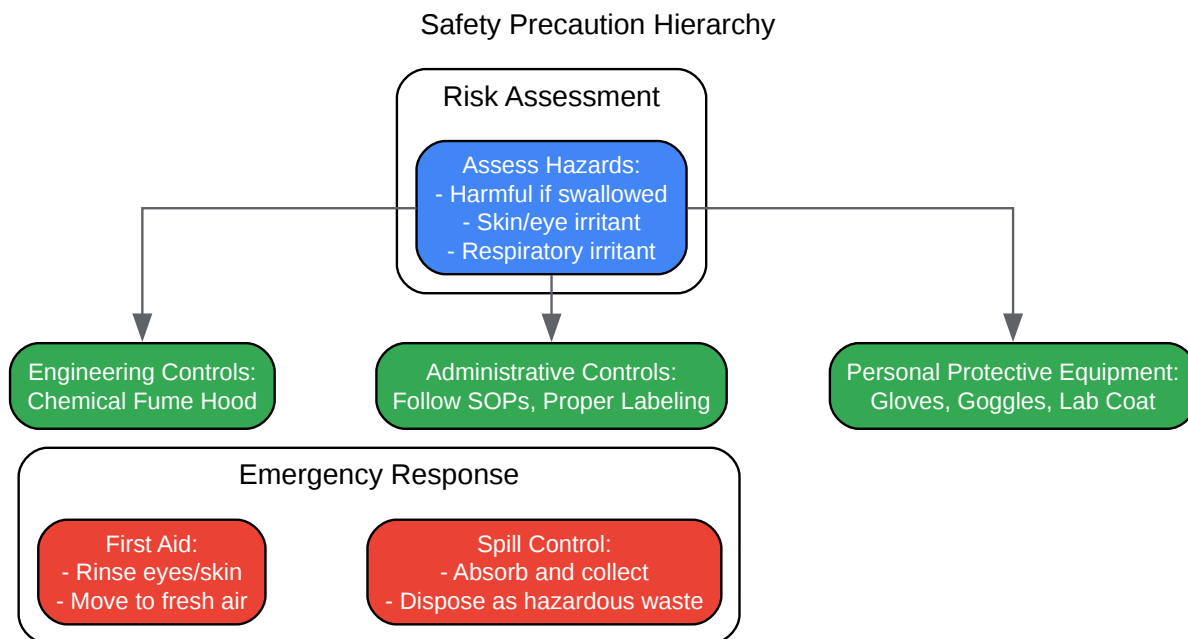 Safety Precaution Hierarchy
Risk Assessment
Assess Hazards:
- Harmful if swallowed
- Skin/eye irritant
- Respiratory irritant
Engineering Controls:
Chemical Fume Hood
Administrative Controls:
Follow SOPs, Proper Labeling
Personal Protective Equipment:
Gloves, Goggles, Lab Coat
Emergency Response
First Aid:
- Rinse eyes/skin
- Move to fresh air
Spill Control:
- Absorb and collect
- Dispose as hazardous waste